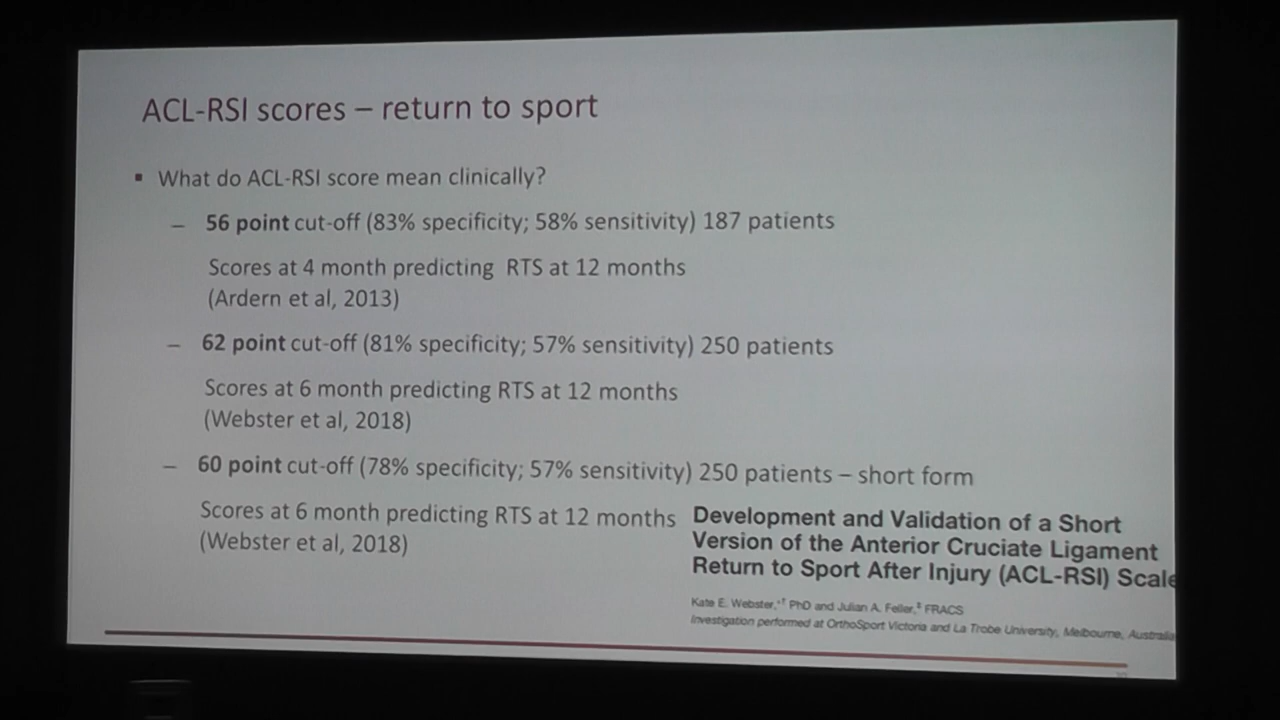 ACL-RSI scores – return to sport
▪ What do ACL-RSI score mean clinically?
– 56 point cut-off (83% specificity; 58% sensitivity) 187 patients
Scores at 4 month predicting RTS at 12 months
(Ardern et al, 2013)
– 62 point cut-off (81% specificity; 57% sensitivity) 250 patients
Scores at 6 month predicting RTS at 12 months
(Webster et al, 2018)
– 60 point cut-off (78% specificity; 57% sensitivity) 250 patients – short form
Scores at 6 month predicting RTS at 12 months
(Webster et al, 2018)
Development and Validation of a Short
Version of the Anterior Cruciate Ligament
Return to Sport After Injury (ACL-RSI) Scale
Kate E. Webster,*† PhD and Julian A. Feller,‡ FRACS
Investigation performed at OrthoSport Victoria and La Trobe University, Melbourne, Australia